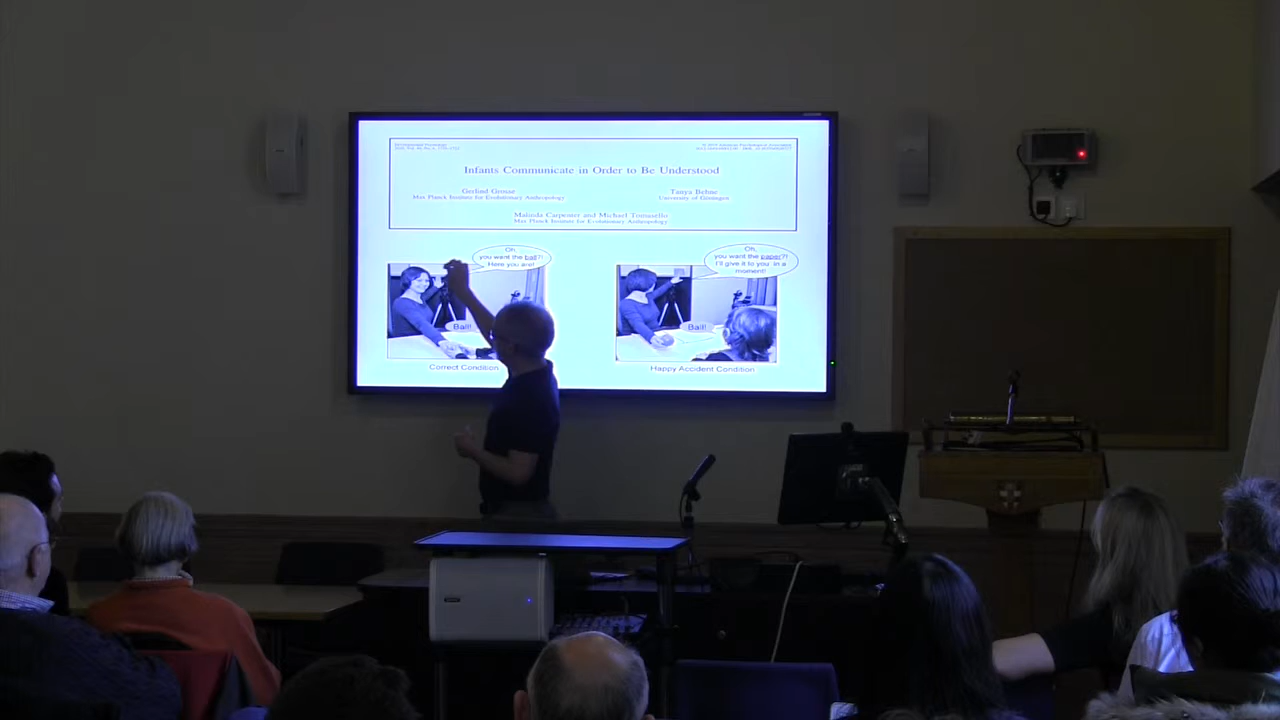 Infants Communicate in Order to Be Understood
Gerlind Grosse
Max Planck Institute for Evolutionary Anthropology
Tanya Behne
University of Göttingen
Malinda Carpenter and Michael Tomasello
Max Planck Institute for Evolutionary Anthropology
Oh,
you want the ball?!
Here you are!
Ball!
Correct Condition
Oh,
you want the paper?!
I'll give it to you in a
moment!
Ball!
Happy Accident Condition